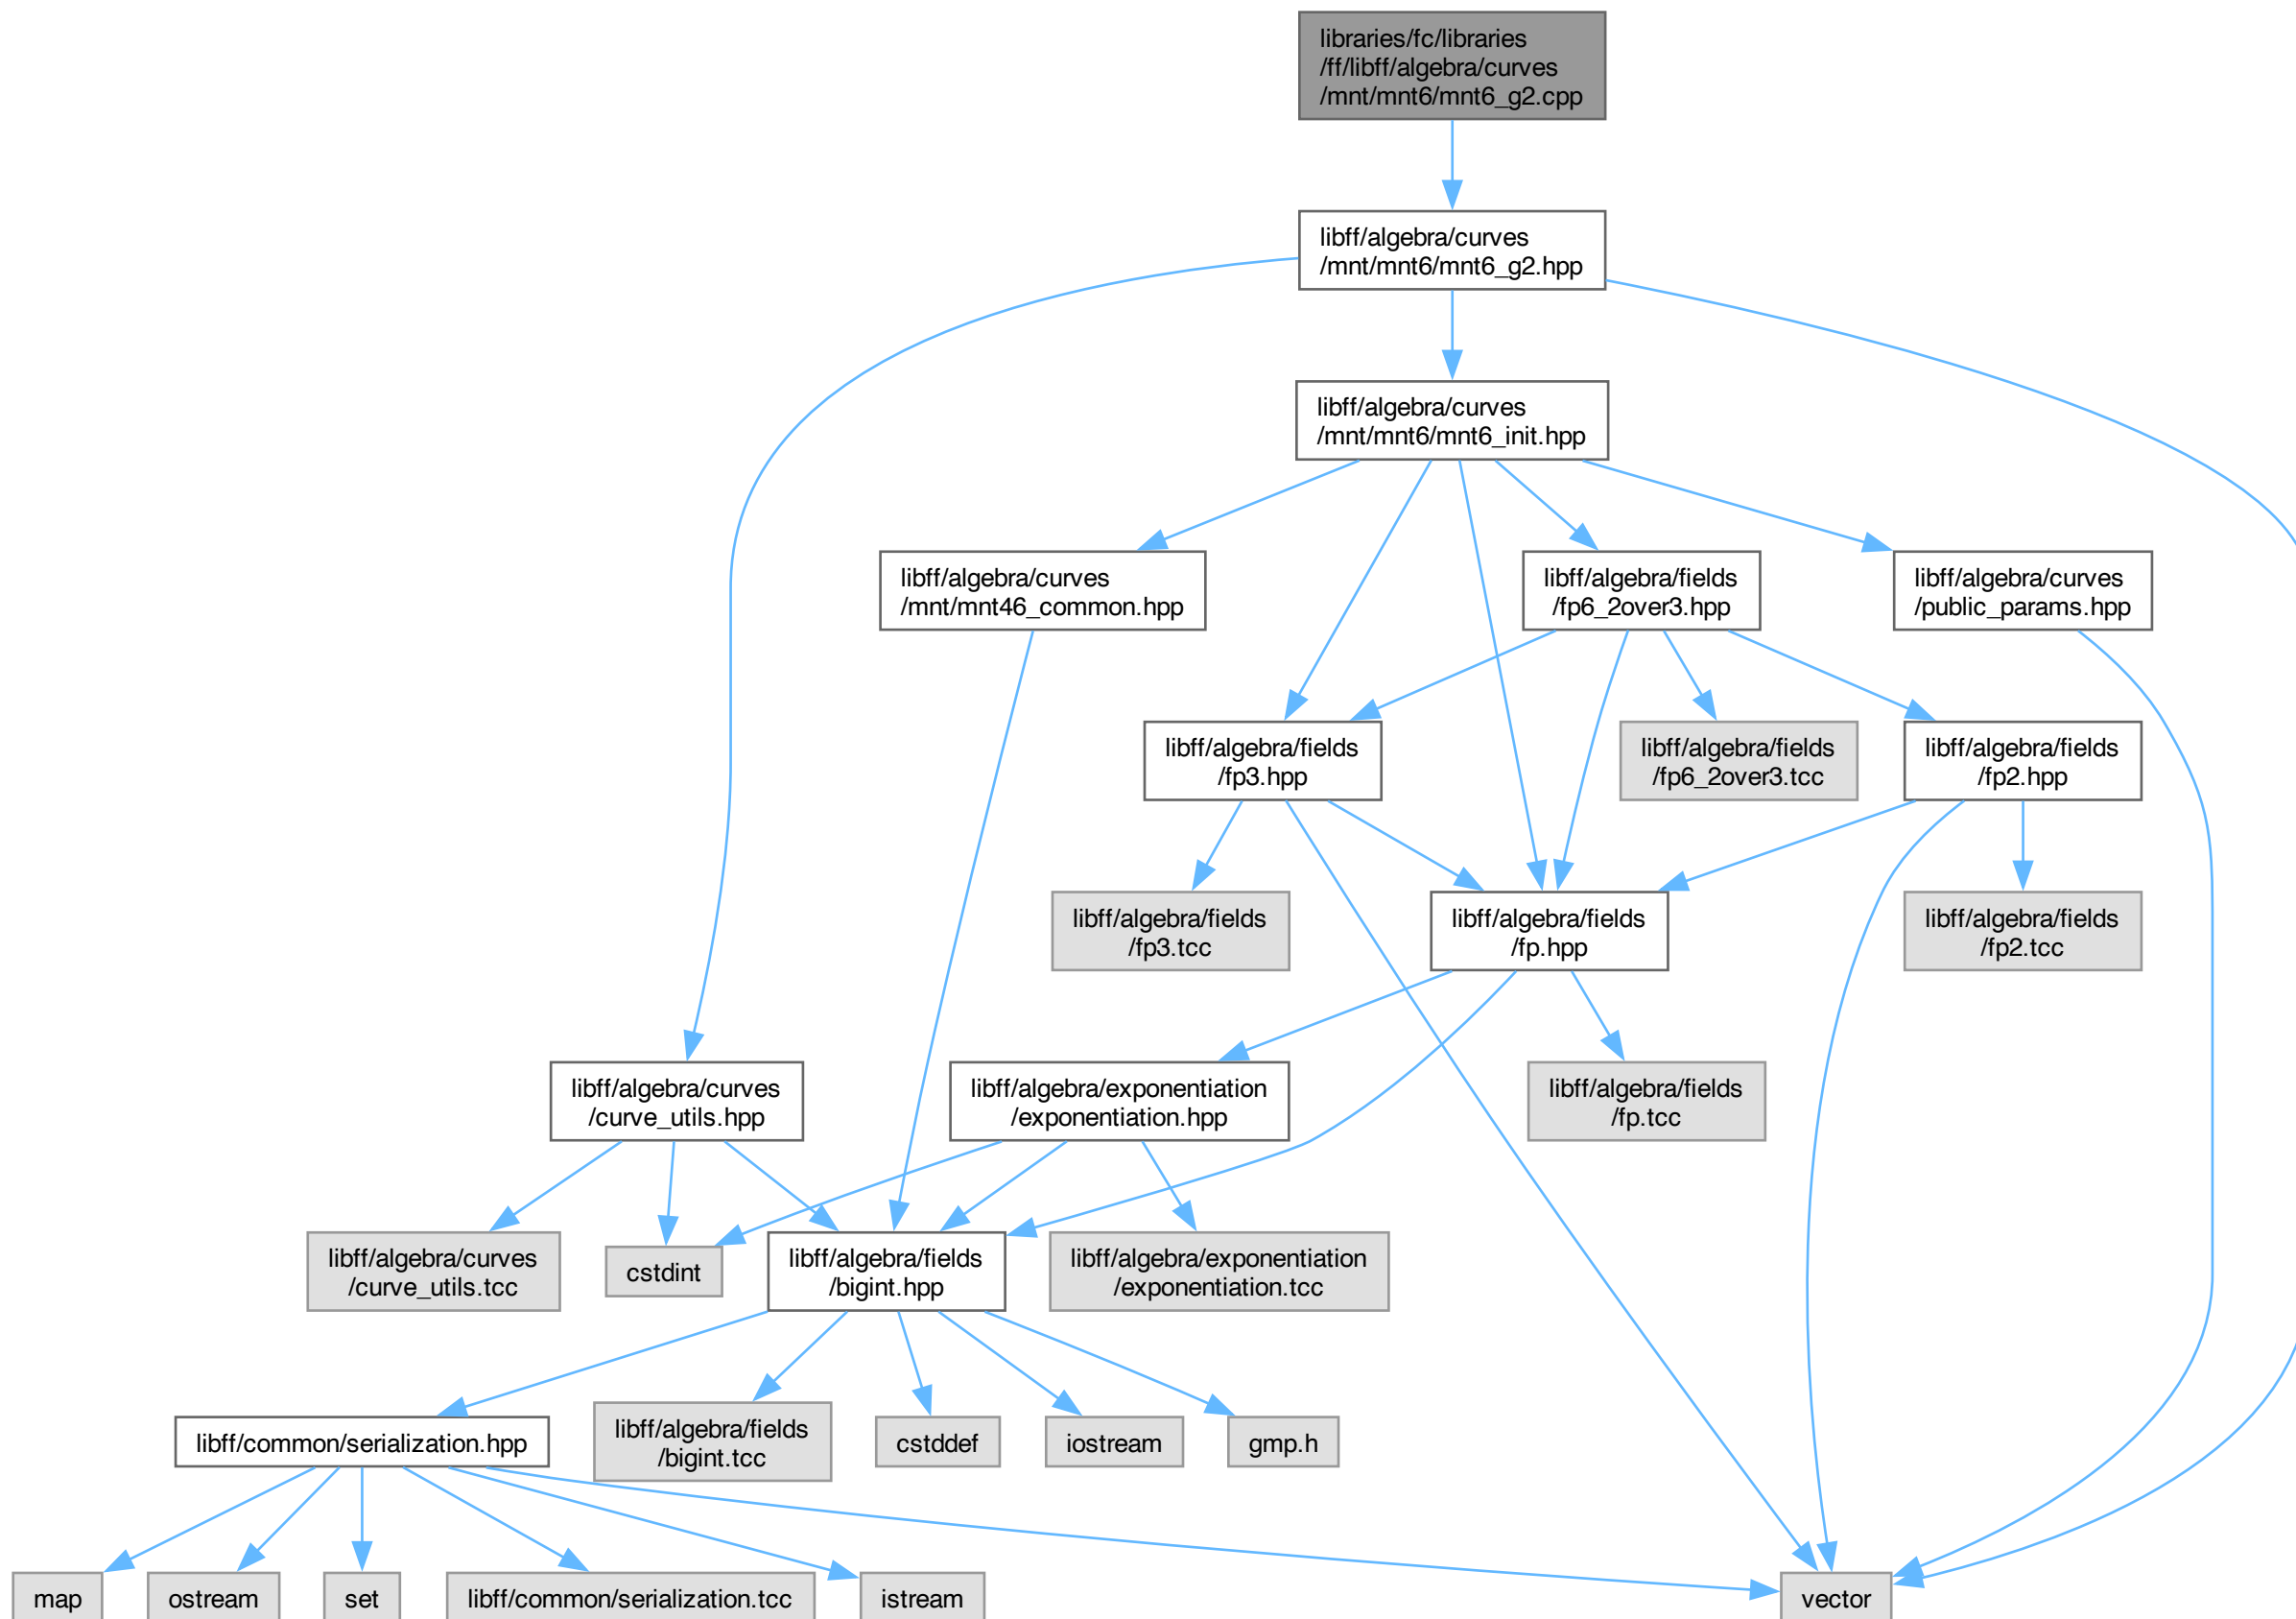 libraries/fc/libraries
/ff/libff/algebra/curves
/mnt/mnt6/mnt6_g2.cpp
libff/algebra/curves
/mnt/mnt6/mnt6_g2.hpp
libff/algebra/curves
/mnt/mnt6/mnt6_init.hpp
libff/algebra/curves
/mnt/mnt46_common.hpp
libff/algebra/fields
/fp6_2over3.hpp
libff/algebra/curves
/public_params.hpp
libff/algebra/fields
/fp3.hpp
libff/algebra/fields
/fp6_2over3.tcc
libff/algebra/fields
/fp2.hpp
libff/algebra/fields
/fp3.tcc
libff/algebra/fields
/fp.hpp
libff/algebra/fields
/fp2.tcc
libff/algebra/curves
/curve_utils.hpp
libff/algebra/exponentiation
/exponentiation.hpp
libff/algebra/fields
/fp.tcc
libff/algebra/curves
/curve_utils.tcc
cstdint
libff/algebra/fields
/bigint.hpp
libff/algebra/exponentiation
/exponentiation.tcc
libff/common/serialization.hpp
libff/algebra/fields
/bigint.tcc
cstddef
iostream
gmp.h
map
ostream
set
libff/common/serialization.tcc
istream
vector